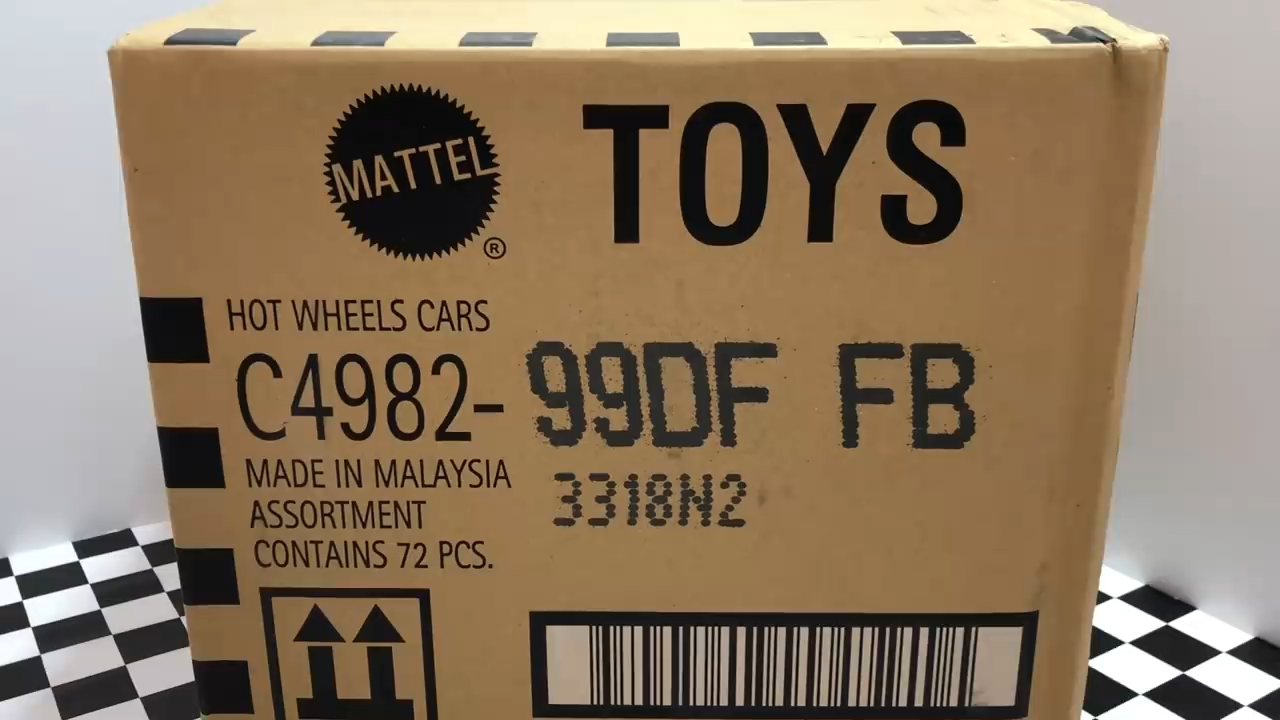 MATTEL ®
TOYS
HOT WHEELS CARS
C4982-99DF FB
MADE IN MALAYSIA
3318N2
ASSORTMENT
CONTAINS 72 PCS.